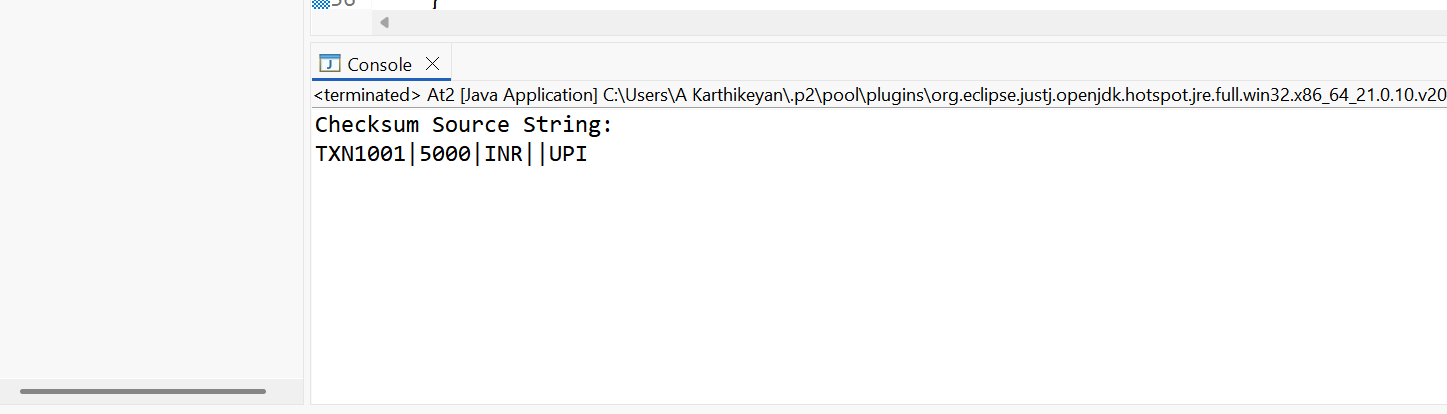 Console
<terminated> At2 [Java Application] C:\Users\A Karthikeyan\.p2\pool\plugins\org.eclipse.justj.openjdk.hotspot.jre.full.win32.x86_64_21.0.10.v20
Checksum Source String:
TXN1001|5000|INR||UPI